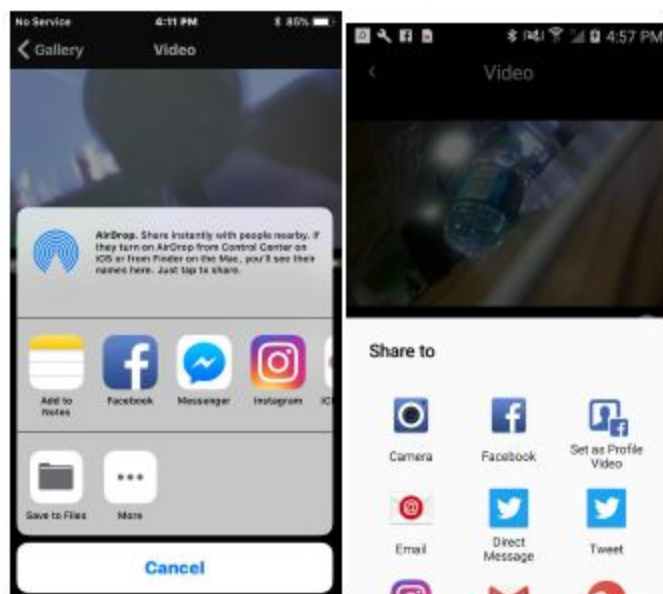 No Service 4:11 PM 86%
Gallery Video
AirDrop. Share instantly with people nearby. If
they turn on AirDrop from Control Center on
iOS or from Finder on the Mac, you'll see their
names here. Just tap to share.
Add to
Notes
Facebook Messenger Instagram
Save to Files More
Cancel
4:57 PM
Video
Share to
Camera Facebook Set as Profile
Video
Email Direct
Message
Tweet